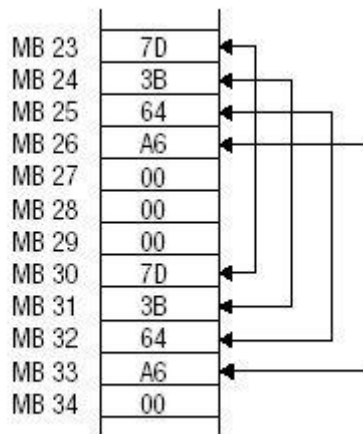 MB 23 7D
MB 24 3B
MB 25 64
MB 26 A6
MB 27 00
MB 28 00
MB 29 00
MB 30 7D
MB 31 3B
MB 32 64
MB 33 A6
MB 34 00